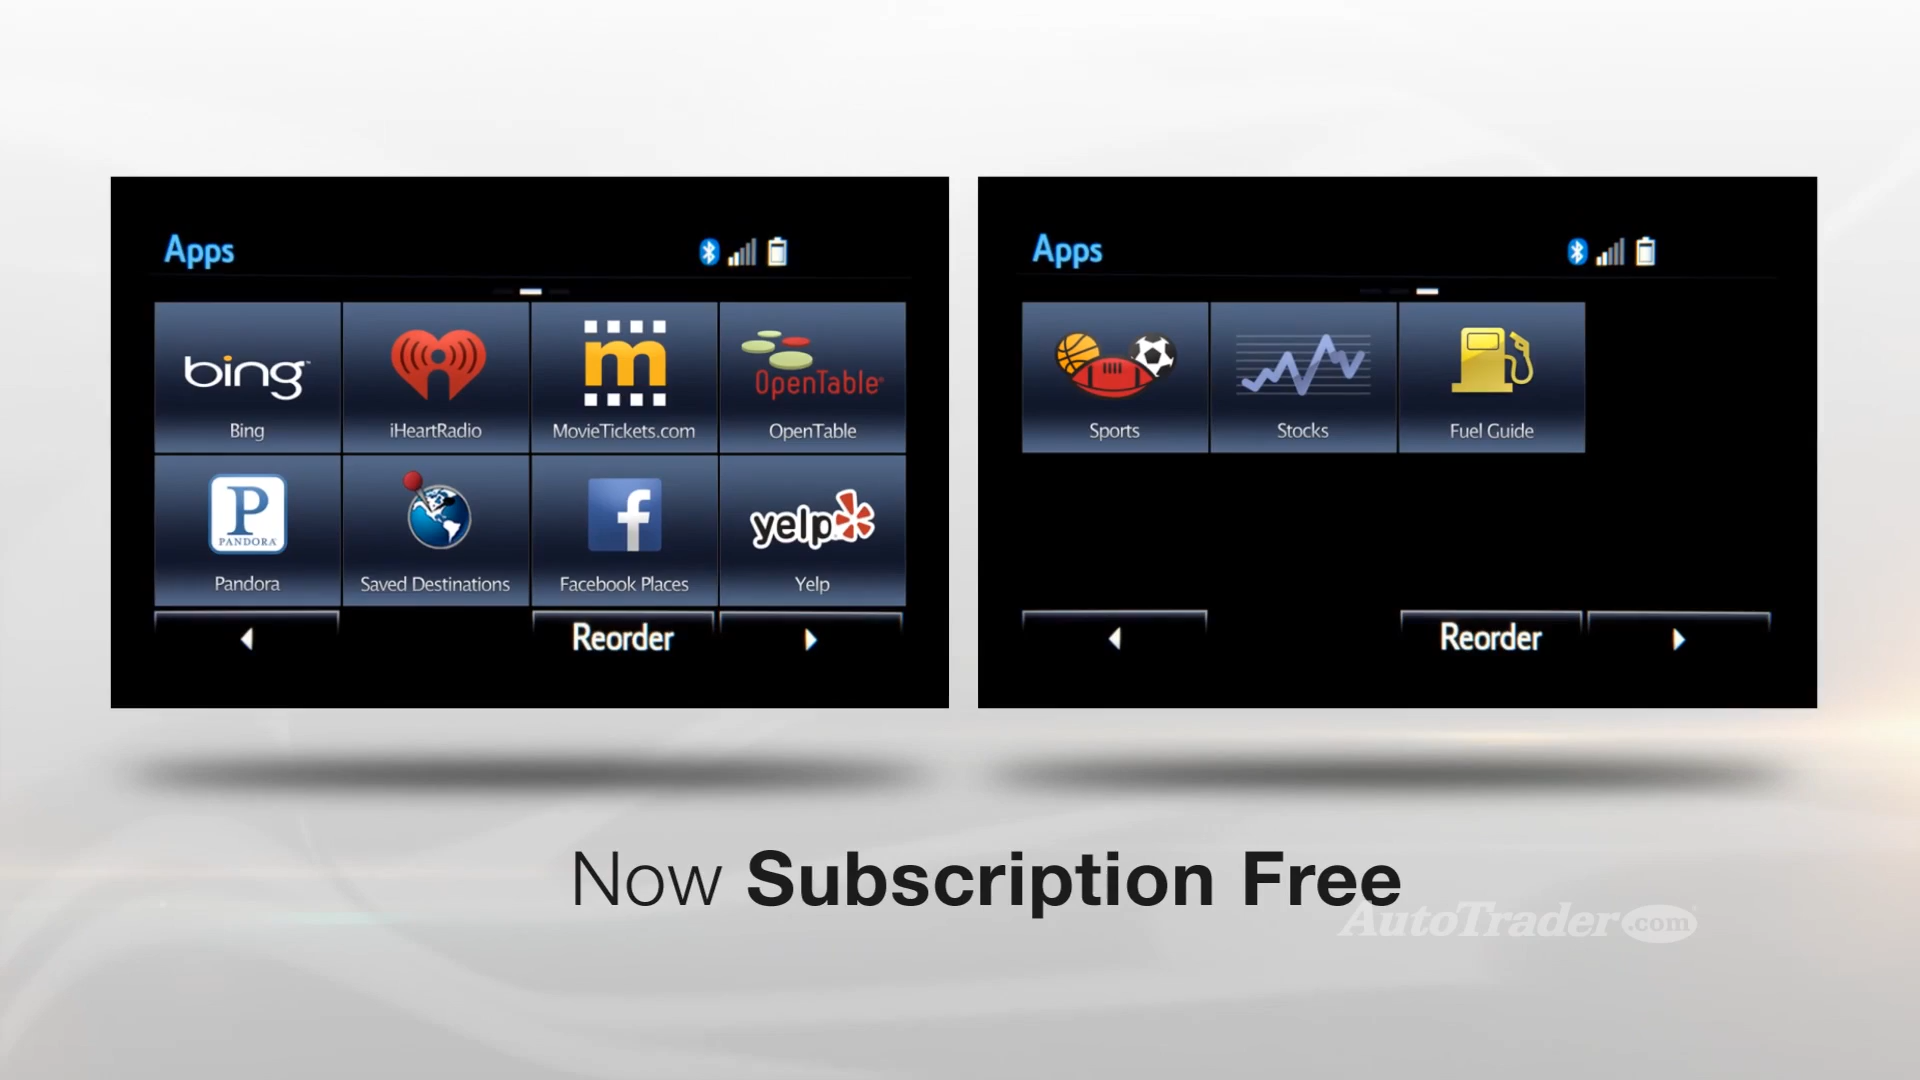 Apps
bing™
Bing
iHeartRadio
m
MovieTickets.com
OpenTable®
OpenTable
P
PANDORA
Pandora
Saved Destinations
f
Facebook Places
yelp
Yelp
Reorder
Apps
Sports
Stocks
Fuel Guide
Reorder
Now Subscription Free
AutoTrader.com